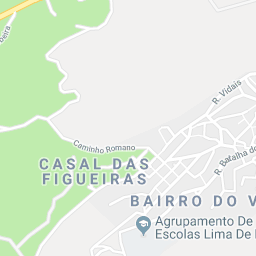 R. Vidais
Caminho Romano
CASAL DAS
FIGUEIRAS
R. Batalha do
BAIRRO DO V
Agrupamento De
Escolas Lima De